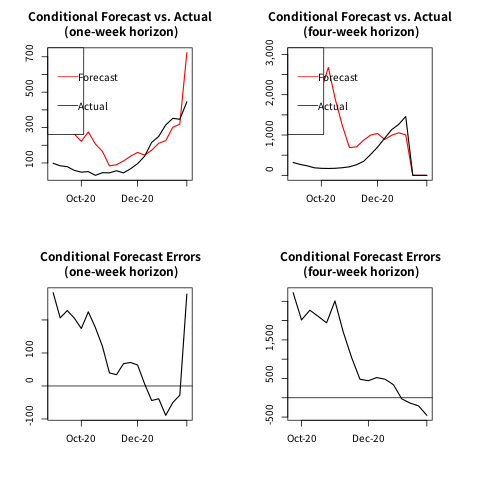 Conditional Forecast vs. Actual
(one-week horizon)
700
500
300
100
Forecast
Actual
Oct-20
Dec-20
Conditional Forecast vs. Actual
(four-week horizon)
3,000
2,000
1,000
0
Forecast
Actual
Oct-20
Dec-20
Conditional Forecast Errors
(one-week horizon)
100
0
-100
Oct-20
Dec-20
Conditional Forecast Errors
(four-week horizon)
1,500
500
-500
Oct-20
Dec-20